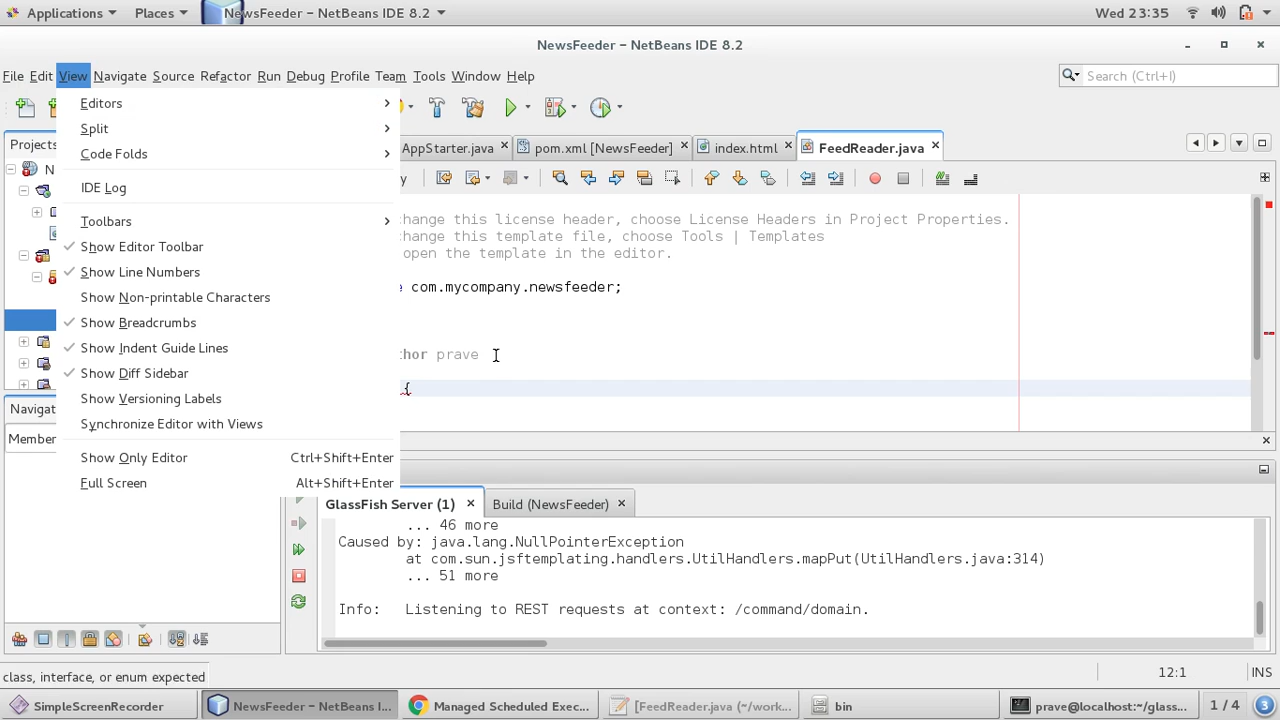 Applications Places NewsFeeder – NetBeans IDE 8.2 Wed 23:35
NewsFeeder – NetBeans IDE 8.2
File Edit View Navigate Source Refactor Run Debug Profile Team Tools Window Help Search (Ctrl+I)
Editors
Split
Code Folds
IDE Log
Toolbars
Show Editor Toolbar
Show Line Numbers
Show Non-printable Characters
Show Breadcrumbs
Show Indent Guide Lines
Show Diff Sidebar
Show Versioning Labels
Synchronize Editor with Views
Show Only Editor Ctrl+Shift+Enter
Full Screen Alt+Shift+Enter
Projects AppStarter.java pom.xml [NewsFeeder] index.html FeedReader.java
N
y
change this license header, choose License Headers in Project Properties.
change this template file, choose Tools | Templates
open the template in the editor.
com.mycompany.newsfeeder;
thor prave
{
Navigat
Member
GlassFish Server (1) Build (NewsFeeder)
... 46 more
Caused by: java.lang.NullPointerException
at com.sun.jsftemplating.handlers.UtilHandlers.mapPut(UtilHandlers.java:314)
... 51 more
Info: Listening to REST requests at context: /command/domain.
class, interface, or enum expected 12:1 INS
SimpleScreenRecorder NewsFeeder – NetBeans I... Managed Scheduled Exec... [FeedReader.java (~/work... bin prave@localhost:~/glass... 1 / 4 3